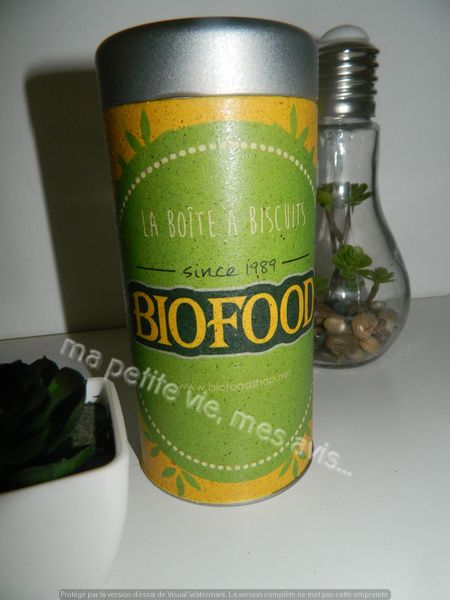 LA BOÎTE À BISCUITS
since 1989
BIOFOOD
www.biofoodshop.net
ma petite vie, mes avis...
Protégé par la version d'essai de Visual Watermark. La version complète ne met pas cette empreinte.